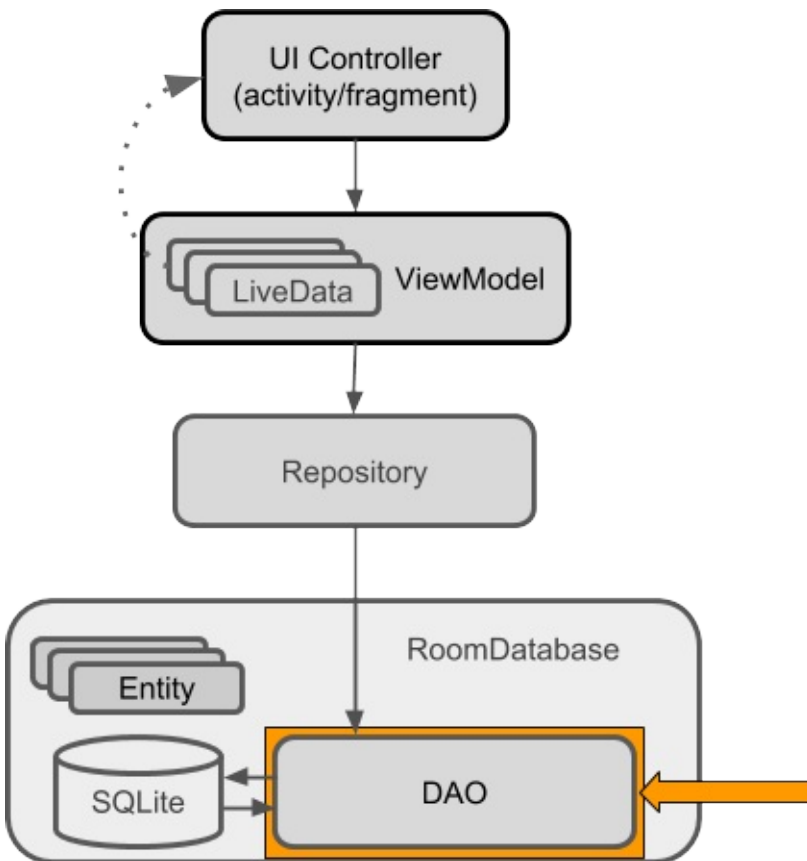 UI Controller
(activity/fragment)
LiveData
ViewModel
Repository
RoomDatabase
Entity
SQLite
DAO